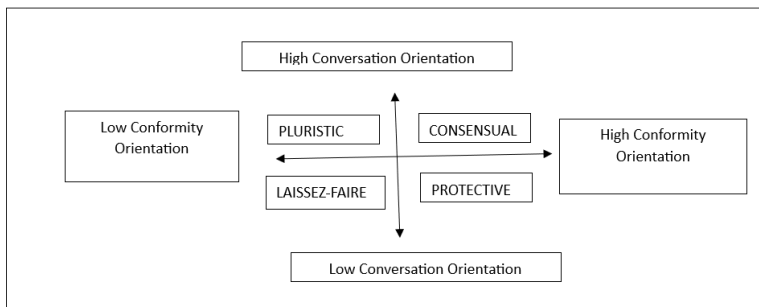 High Conversation Orientation
Low Conformity
Orientation
PLURISTIC
CONSENSUAL
High Conformity
Orientation
LAISSEZ-FAIRE
PROTECTIVE
Low Conversation Orientation